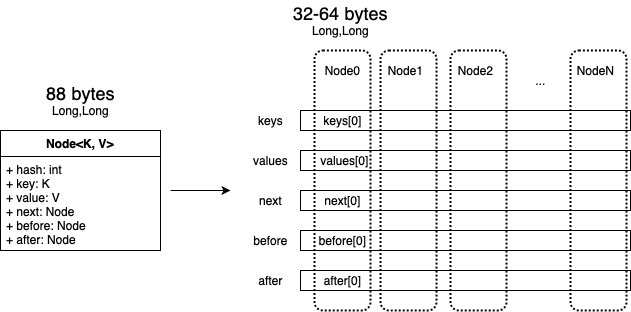 32-64 bytes
Long,Long
Node0
Node1
Node2
...
NodeN
88 bytes
Long,Long
Node<K, V>
+ hash: int
+ key: K
+ value: V
+ next: Node
+ before: Node
+ after: Node
keys
keys[0]
values
values[0]
next
next[0]
before
before[0]
after
after[0]